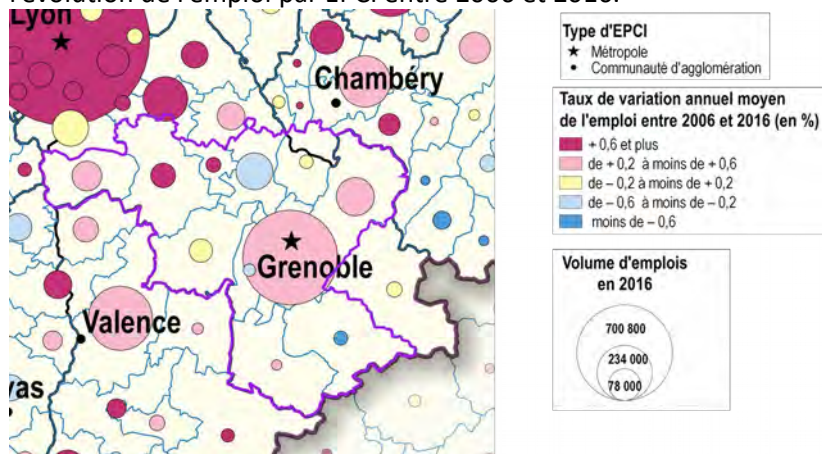 l'évolution de l'emploi par EPCI entre 2006 et 2016.
Lyon
Chambéry
Grenoble
Valence
vas
Type d'EPCI
Métropole
Communauté d'agglomération
Taux de variation annuel moyen
de l'emploi entre 2006 et 2016 (en %)
+ 0,6 et plus
de + 0,2 à moins de + 0,6
de – 0,2 à moins de + 0,2
de – 0,6 à moins de – 0,2
moins de – 0,6
Volume d'emplois
en 2016
700 800
234 000
78 000